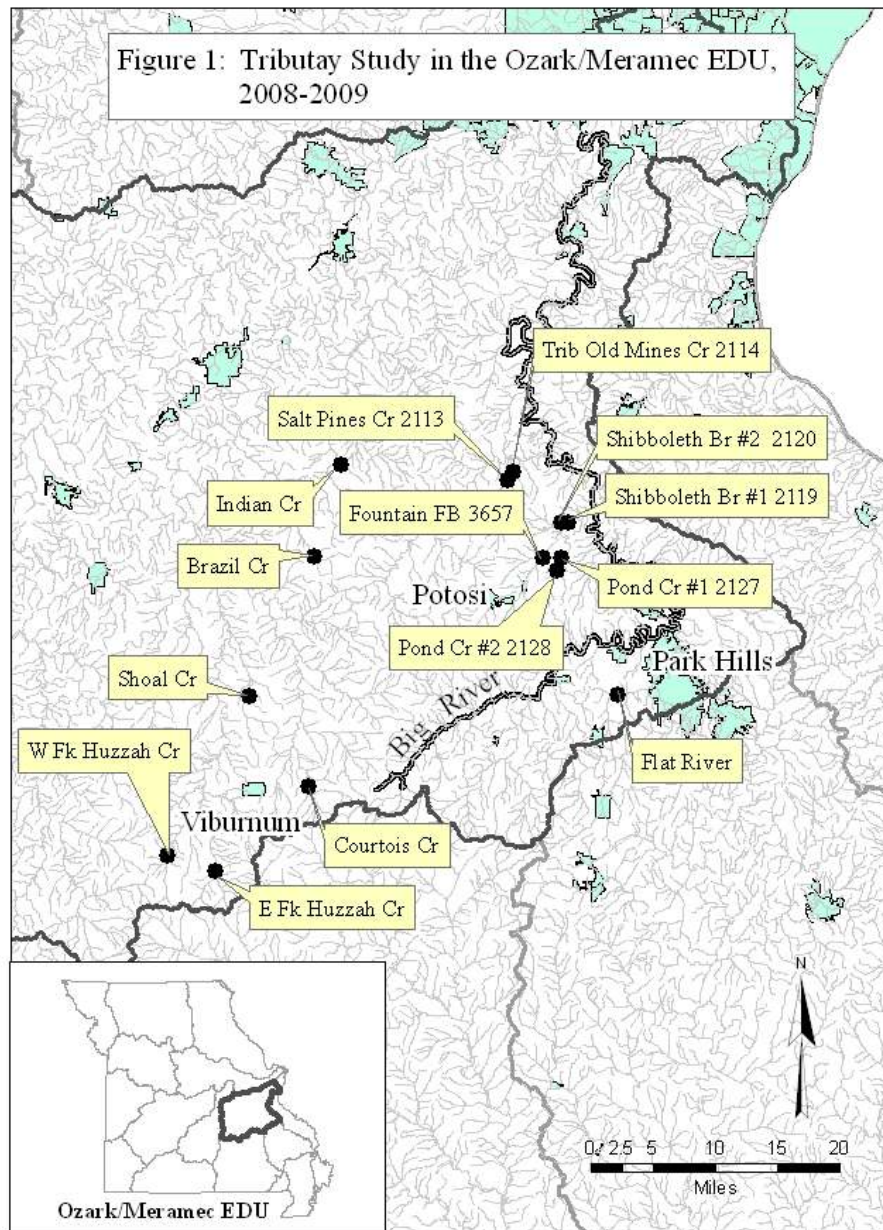 Figure 1: Tributay Study in the Ozark/Meramec EDU,
2008-2009
Trib Old Mines Cr 2114
Salt Pines Cr 2113
Shibboleth Br #2 2120
Indian Cr
Shibboleth Br #1 2119
Fountain FB 3657
Brazil Cr
Pond Cr #1 2127
Potosi
Pond Cr #2 2128
Park Hills
Shoal Cr
Big River
W Fk Huzzah Cr
Flat River
Viburnum
Courtois Cr
E Fk Huzzah Cr
N
0 2.5 5 10 15 20
Miles
Ozark/Meramec EDU